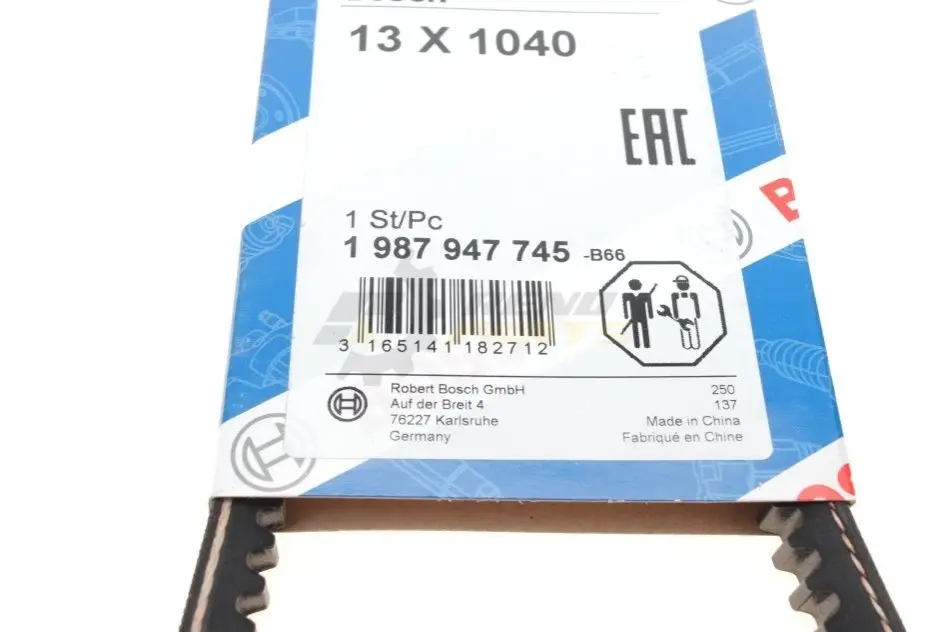 13 X 1040
EAC
1 St/Pc
1 987 947 745 -B66
3 165141 182712
Robert Bosch GmbH
Auf der Breit 4
76227 Karlsruhe
Germany
250
137
Made in China
Fabriqué en Chine